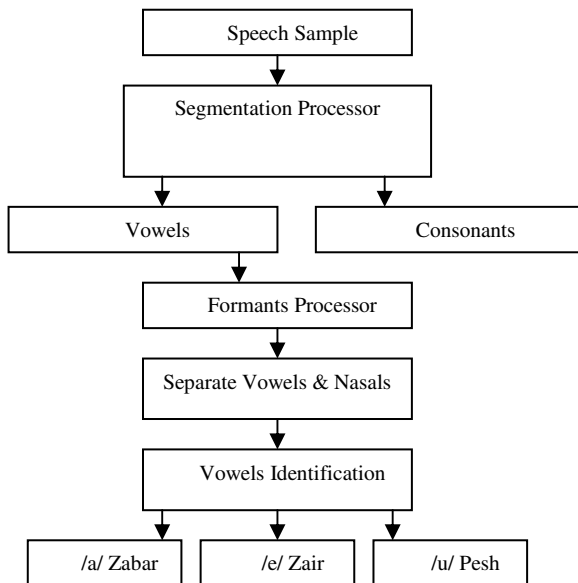 Speech Sample
Segmentation Processor
Vowels
Consonants
Formants Processor
Separate Vowels & Nasals
Vowels Identification
/a/ Zabar
/e/ Zair
/u/ Pesh